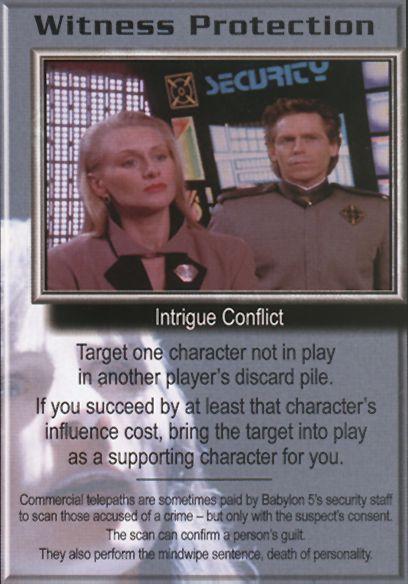 Witness Protection
SECURITY
Intrigue Conflict
Target one character not in play
in another player's discard pile.
If you succeed by at least that character's
influence cost, bring the target into play
as a supporting character for you.
Commercial telepaths are sometimes paid by Babylon 5's security staff
to scan those accused of a crime – but only with the suspect's consent.
The scan can confirm a person's guilt.
They also perform the mindwipe sentence, death of personality.